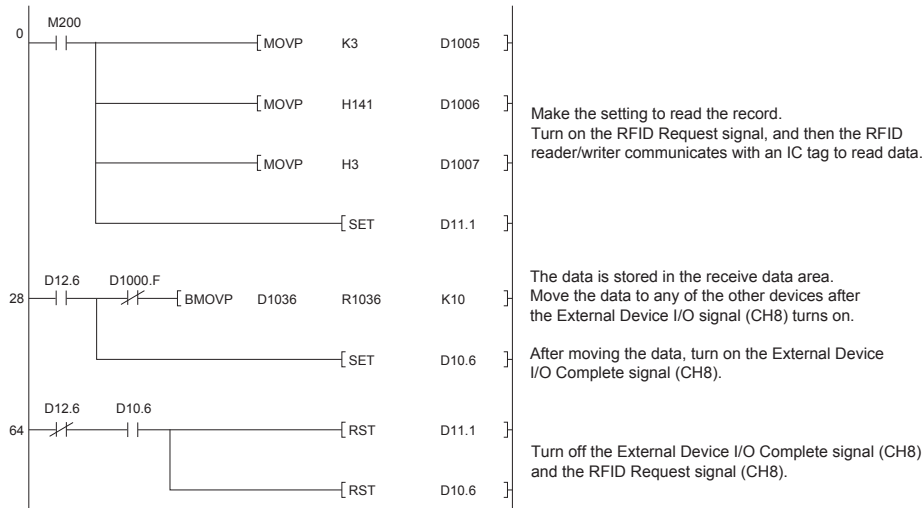 M200
0 MOVP K3 D1005
MOVP H141 D1006
Make the setting to read the record.
Turn on the RFID Request signal, and then the RFID
reader/writer communicates with an IC tag to read data.
MOVP H3 D1007
SET D11.1
D12.6 D1000.F
28 BMOVP D1036 R1036 K10
The data is stored in the receive data area.
Move the data to any of the other devices after
the External Device I/O signal (CH8) turns on.
SET D10.6
After moving the data, turn on the External Device
I/O Complete signal (CH8).
D12.6 D10.6
64 RST D11.1
Turn off the External Device I/O Complete signal (CH8)
and the RFID Request signal (CH8).
RST D10.6